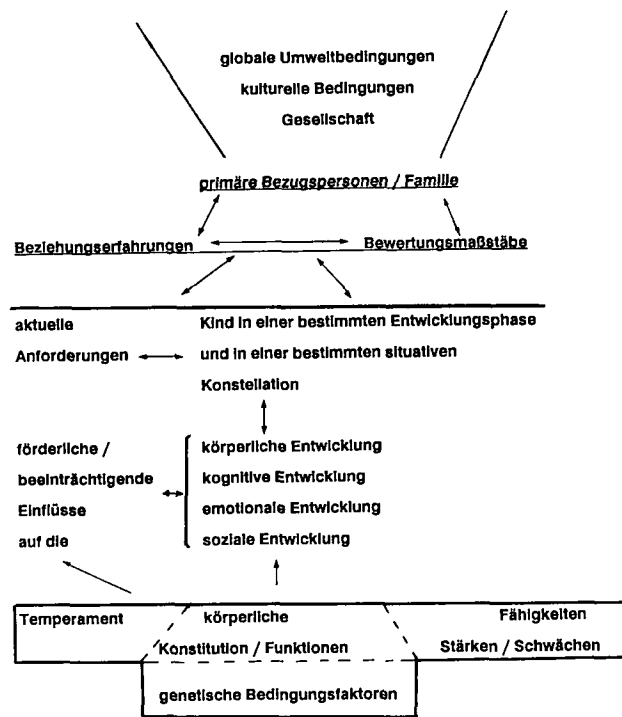 globale Umweltbedingungen
kulturelle Bedingungen
Gesellschaft
primäre Bezugspersonen / Familie
Beziehungserfahrungen
Bewertungsmaßstäbe
aktuelle
Anforderungen
Kind in einer bestimmten Entwicklungsphase
und in einer bestimmten situativen
Konstellation
förderliche /
beeinträchtigende
Einflüsse
auf die
körperliche Entwicklung
kognitive Entwicklung
emotionale Entwicklung
soziale Entwicklung
Temperament
körperliche
Konstitution / Funktionen
Fähigkeiten
Stärken / Schwächen
genetische Bedingungsfaktoren